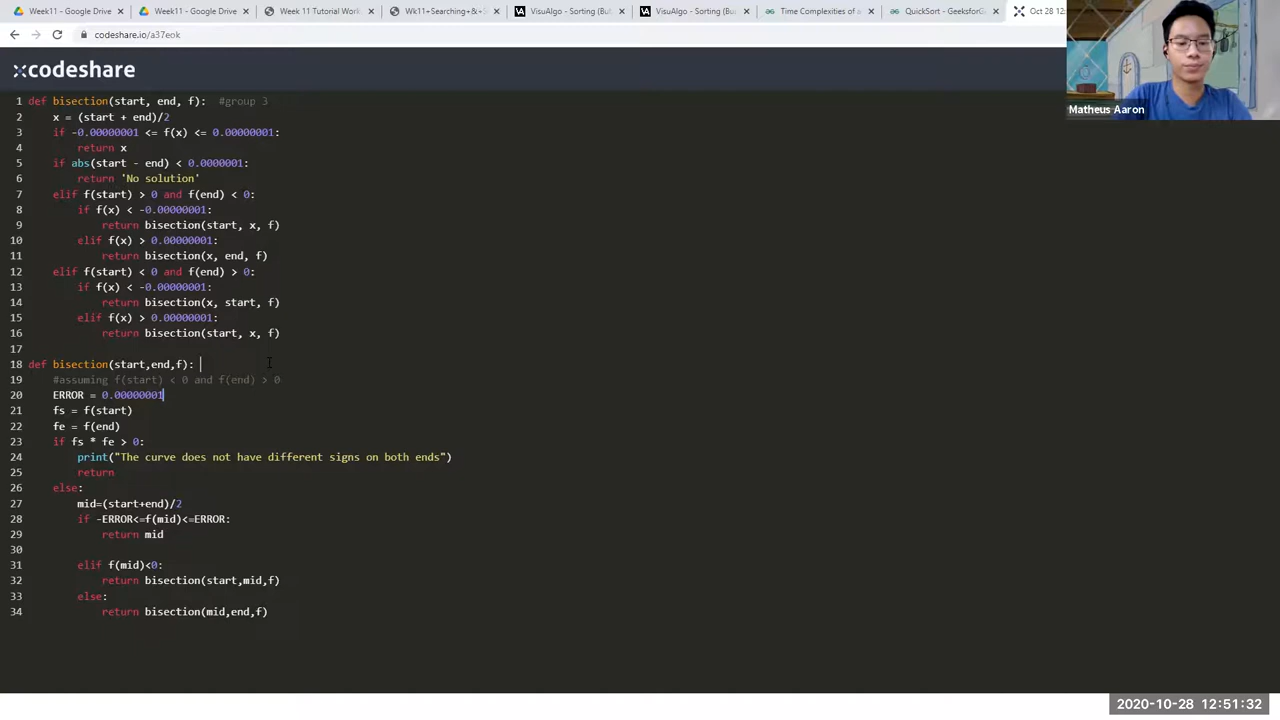 Week11 - Google Drive
Week11 - Google Drive
Week 11 Tutorial Work
Wk11+Searching+&+S
VisuAlgo - Sorting (Bu
VisuAlgo - Sorting (Bu
Time Complexities of a
QuickSort - GeeksforG
Oct 28 12
codeshare.io/a37eok
codeshare
Matheus Aaron
1 def bisection(start, end, f): #group 3
2 x = (start + end)/2
3 if -0.00000001 <= f(x) <= 0.00000001:
4 return x
5 if abs(start - end) < 0.0000001:
6 return 'No solution'
7 elif f(start) > 0 and f(end) < 0:
8 if f(x) < -0.00000001:
9 return bisection(start, x, f)
10 elif f(x) > 0.00000001:
11 return bisection(x, end, f)
12 elif f(start) < 0 and f(end) > 0:
13 if f(x) < -0.00000001:
14 return bisection(x, start, f)
15 elif f(x) > 0.00000001:
16 return bisection(start, x, f)
17
18 def bisection(start,end,f):
19 #assuming f(start) < 0 and f(end) > 0
20 ERROR = 0.00000001
21 fs = f(start)
22 fe = f(end)
23 if fs * fe > 0:
24 print("The curve does not have different signs on both ends")
25 return
26 else:
27 mid=(start+end)/2
28 if -ERROR<=f(mid)<=ERROR:
29 return mid
30
31 elif f(mid)<0:
32 return bisection(start,mid,f)
33 else:
34 return bisection(mid,end,f)
2020-10-28 12:51:32